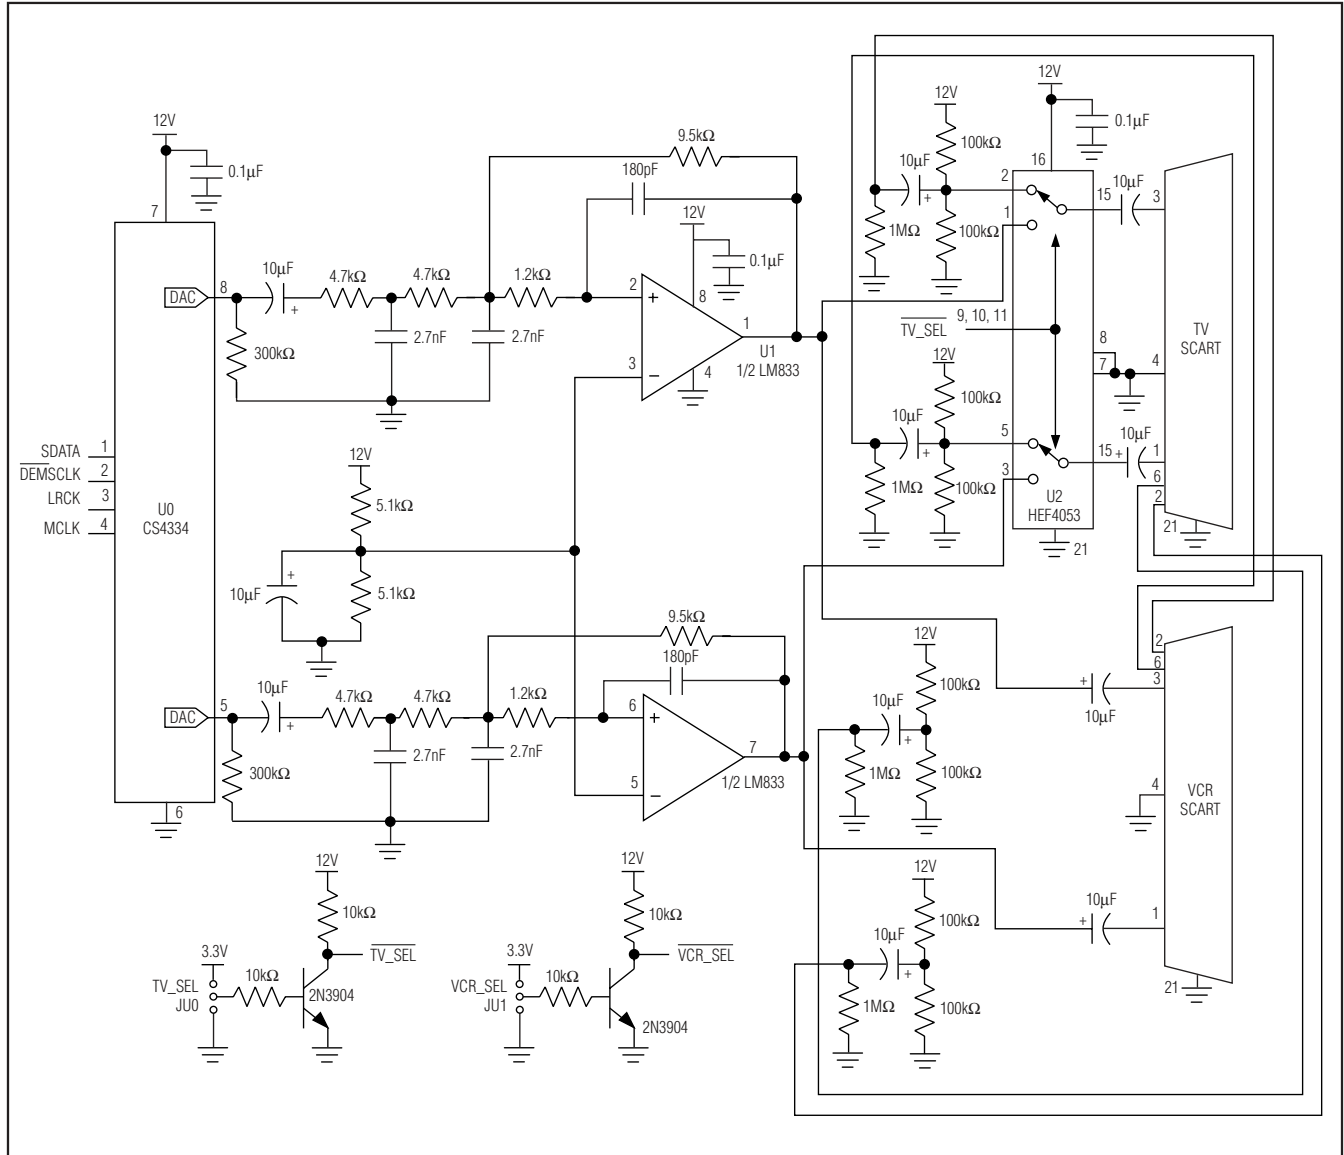 12V
0.1µF
7
8
DAC
10µF
+
4.7kΩ
4.7kΩ
1.2kΩ
9.5kΩ
180pF
12V
0.1µF
300kΩ
2.7nF
2.7nF
2
+
8
1
3
−
4
U1
1/2 LM833
SDATA 1
DEMSCLK 2
LRCK 3
MCLK 4
U0
CS4334
12V
5.1kΩ
+
10µF
5.1kΩ
5
DAC
10µF
+
4.7kΩ
4.7kΩ
1.2kΩ
9.5kΩ
180pF
300kΩ
2.7nF
2.7nF
6
+
7
5
−
1/2 LM833
6
12V
10kΩ
TV_SEL
3.3V
TV_SEL
JU0
10kΩ
2N3904
12V
10kΩ
VCR_SEL
3.3V
VCR_SEL
JU1
10kΩ
2N3904
12V
100kΩ
10µF
+
1MΩ
100kΩ
2
1
12V
0.1µF
16
15
10µF
+
3
TV_SEL
9, 10, 11
8
7
4
TV
SCART
12V
100kΩ
10µF
+
1MΩ
100kΩ
5
3
15
+
10µF
1
6
2
U2
HEF4053
21
21
12V
100kΩ
10µF
+
1MΩ
100kΩ
2
6
3
+
10µF
4
VCR
SCART
12V
100kΩ
10µF
+
1MΩ
100kΩ
10µF
+
1
21